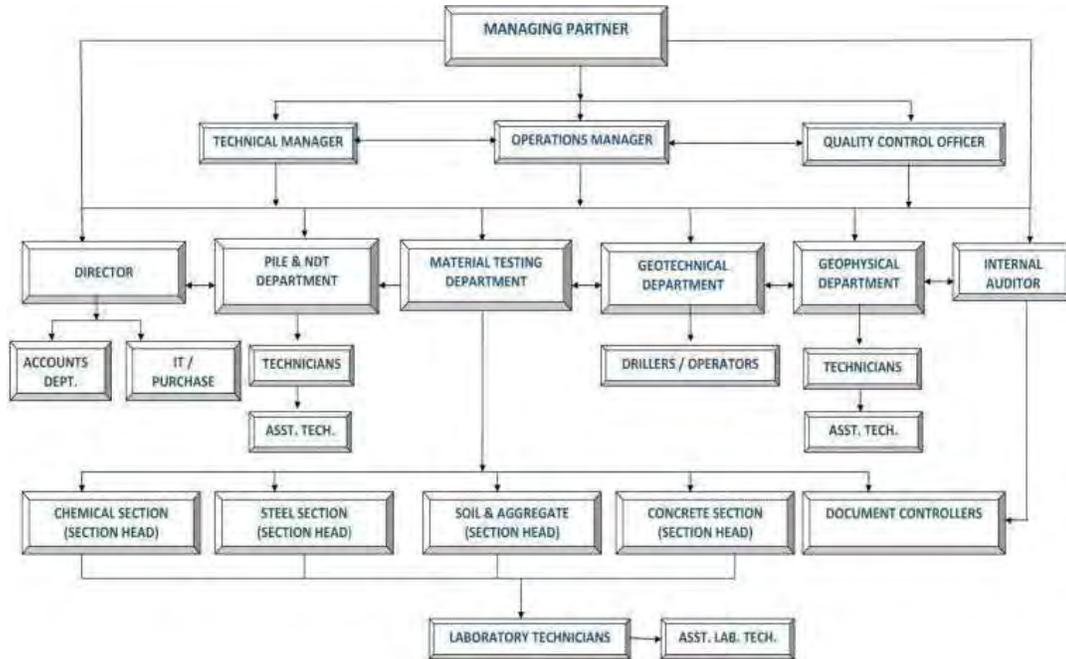 MANAGING PARTNER
TECHNICAL MANAGER
OPERATIONS MANAGER
QUALITY CONTROL OFFICER
DIRECTOR
PILE & NDT
DEPARTMENT
MATERIAL TESTING
DEPARTMENT
GEOTECHNICAL
DEPARTMENT
GEOPHYSICAL
DEPARTMENT
INTERNAL
AUDITOR
ACCOUNTS
DEPT.
IT /
PURCHASE
TECHNICIANS
DRILLERS / OPERATORS
TECHNICIANS
ASST. TECH.
ASST. TECH.
CHEMICAL SECTION
(SECTION HEAD)
STEEL SECTION
(SECTION HEAD)
SOIL & AGGREGATE
(SECTION HEAD)
CONCRETE SECTION
(SECTION HEAD)
DOCUMENT CONTROLLERS
LABORATORY TECHNICIANS
ASST. LAB. TECH.